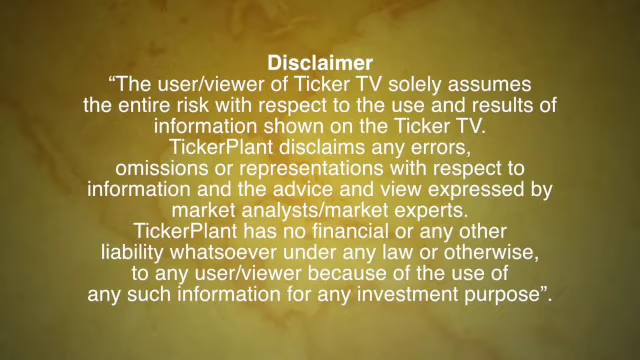 Disclaimer
“The user/viewer of Ticker TV solely assumes
the entire risk with respect to the use and results of
information shown on the Ticker TV.
TickerPlant disclaims any errors,
omissions or representations with respect to
information and the advice and view expressed by
market analysts/market experts.
TickerPlant has no financial or any other
liability whatsoever under any law or otherwise,
to any user/viewer because of the use of
any such information for any investment purpose”.